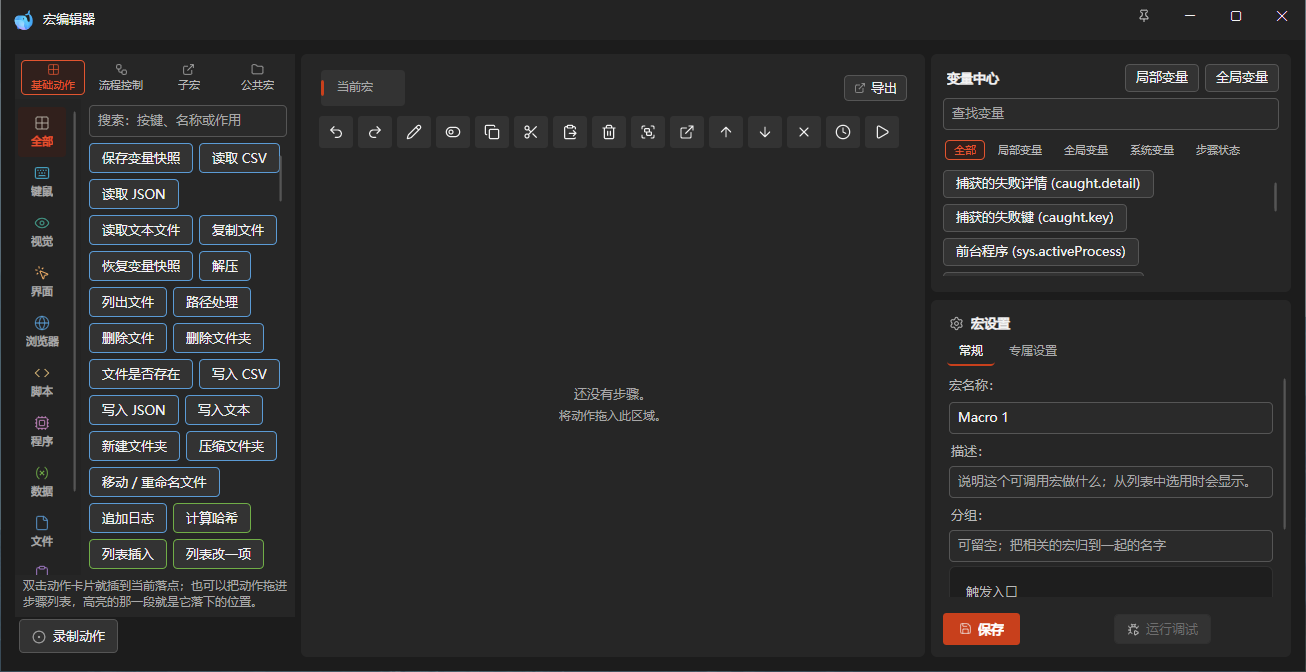 宏编辑器
基础动作 流程控制 子宏 公共宏
搜索：按键、名称或作用
全部
键鼠
视觉
界面
浏览器
脚本
程序
数据
文件
保存变量快照 读取 CSV
读取 JSON
读取文本文件 复制文件
恢复变量快照 解压
列出文件 路径处理
删除文件 删除文件夹
文件是否存在 写入 CSV
写入 JSON 写入文本
新建文件夹 压缩文件夹
移动 / 重命名文件
追加日志 计算哈希
列表插入 列表改一项
双击动作卡片就插到当前落点；也可以把动作拖进
步骤列表，高亮的那一段就是它落下的位置。
录制动作
当前宏 导出
还没有步骤。
将动作拖入此区域。
变量中心 局部变量 全局变量
查找变量
全部 局部变量 全局变量 系统变量 步骤状态
捕获的失败详情 (caught.detail)
捕获的失败键 (caught.key)
前台程序 (sys.activeProcess)
宏设置
常规 专属设置
宏名称:
Macro 1
描述:
说明这个可调用宏做什么；从列表中选用时会显示。
分组:
可留空；把相关的宏归到一起的名字
触发入口
保存 运行调试